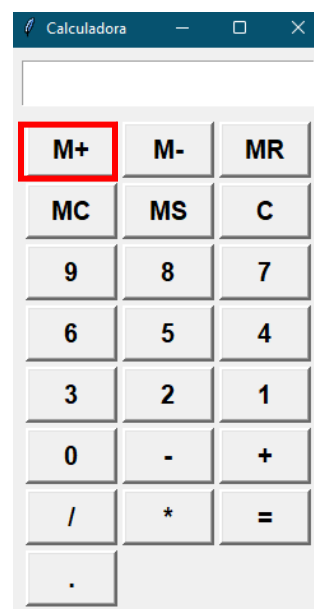 Calculadora
M+ M- MR
MC MS C
9 8 7
6 5 4
3 2 1
0 - +
/ * =
.